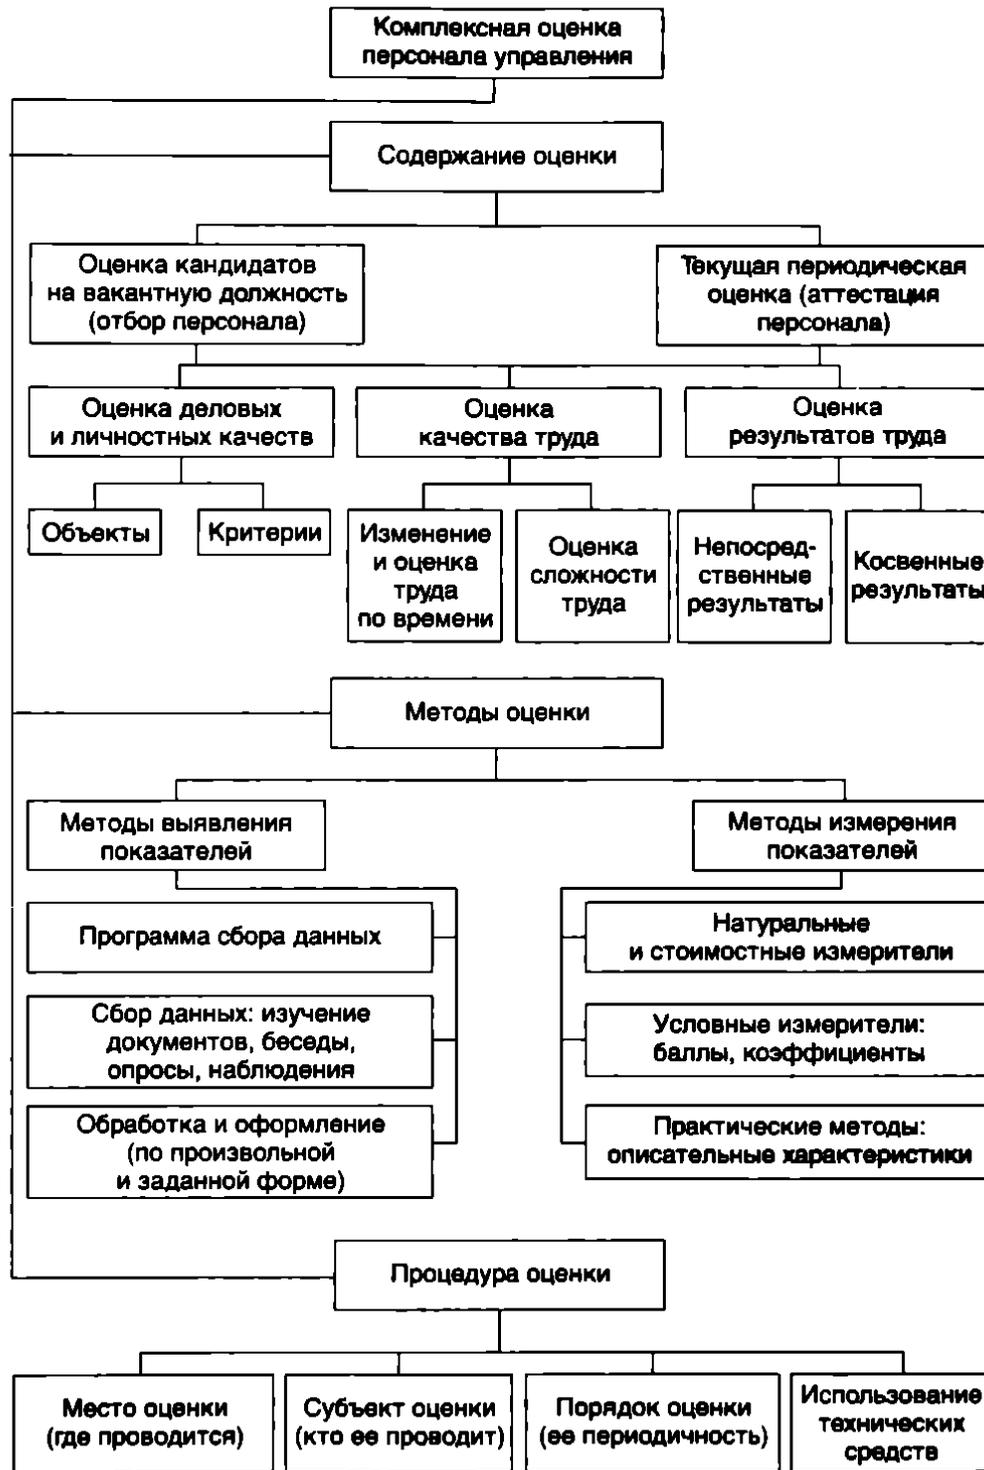 Комплексная оценка
персонала управления
Содержание оценки
Оценка кандидатов
на вакантную должность
(отбор персонала)
Текущая периодическая
оценка (аттестация
персонала)
Оценка деловых
и личностных качеств
Оценка
качества труда
Оценка
результатов труда
Объекты
Критерии
Изменение
и оценка
труда
по времени
Оценка
сложности
труда
Непосред-
ственные
результаты
Косвенные
результаты
Методы оценки
Методы выявления
показателей
Методы измерения
показателей
Программа сбора данных
Сбор данных: изучение
документов, беседы,
опросы, наблюдения
Обработка и оформление
(по произвольной
и заданной форме)
Натуральные
и стоимостные измерители
Условные измерители:
баллы, коэффициенты
Практические методы:
описательные характеристики
Процедура оценки
Место оценки
(где проводится)
Субъект оценки
(кто ее проводит)
Порядок оценки
(ее периодичность)
Использование
технических
средств